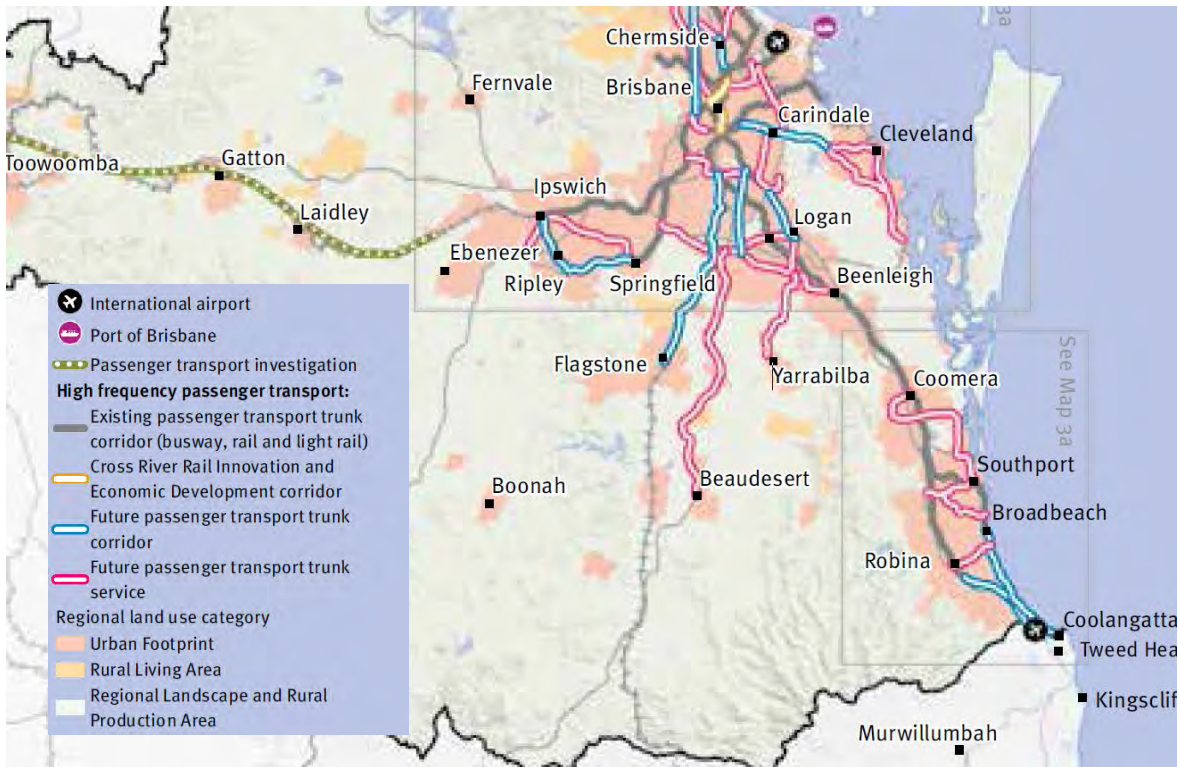 3a
Chermside
Fernvale
Brisbane
Carindale
Cleveland
Toowoomba
Gatton
Ipswich
Laidley
Logan
Ebenezer
Ripley
Springfield
Beenleigh
International airport
Port of Brisbane
Passenger transport investigation
High frequency passenger transport:
Existing passenger transport trunk
corridor (busway, rail and light rail)
Cross River Rail Innovation and
Economic Development corridor
Future passenger transport trunk
corridor
Future passenger transport trunk
service
Regional land use category
Urban Footprint
Rural Living Area
Regional Landscape and Rural
Production Area
Flagstone
Yarrabilba
Coomera
See Map 3a
Beaudesert
Southport
Boonah
Broadbeach
Robina
Coolangatta
Tweed Hea
Kingsclif
Murwillumbah